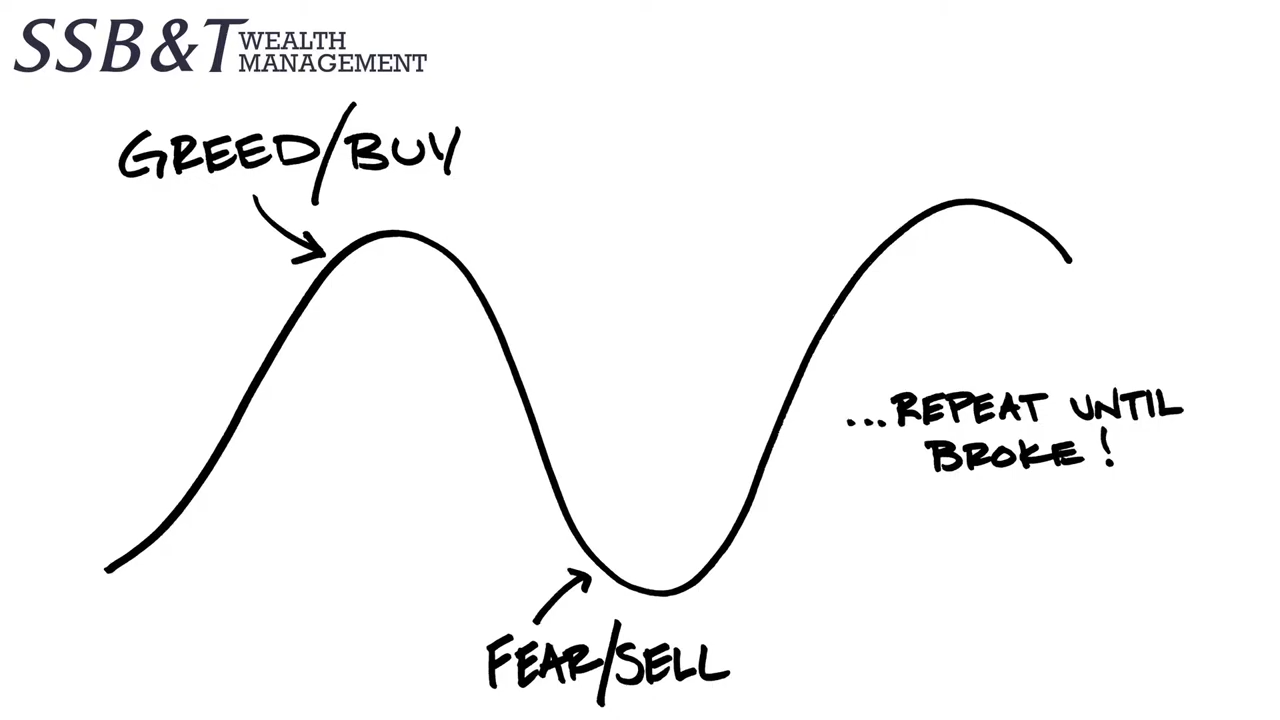 SSB&T WEALTH
MANAGEMENT
GREED/BUY
...REPEAT UNTIL
BROKE!
FEAR/SELL